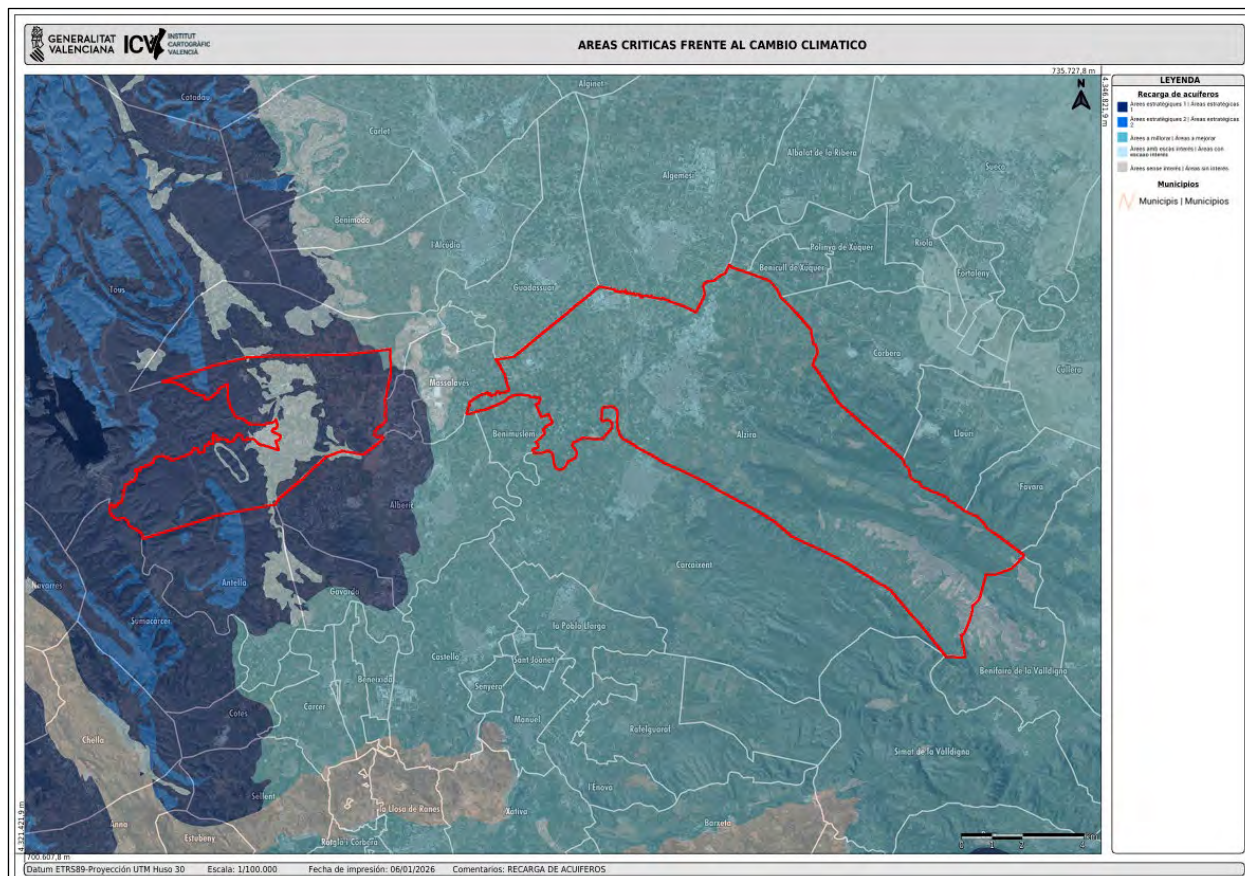 GENERALITAT
VALENCIANA
ICV
INSTITUT
CARTOGRÀFIC
VALENCIÀ
AREAS CRITICAS FRENTE AL CAMBIO CLIMATICO
735.727,8 m
4.346.821,9 m
N
LEYENDA
Recarga de acuíferos
Àrees estratègiques 1 | Áreas estratégicas
1
Àrees estratègiques 2 | Áreas estratégicas
2
Àrees a millorar | Áreas a mejorar
Àrees amb escàs interès | Áreas con
escaso interés
Àrees sense interès | Áreas sin interés
Municipios
Municipis | Municipios
Alginet
Catadau
Carlet
Albalat de la Ribera
Algemesí
Sueca
Benimodo
l'Alcúdia
Polinyà de Xúquer
Riola
Benicull de Xúquer
Fortaleny
Tous
Guadassuar
Corbera
Cullera
Massalavés
Benimuslem
Alzira
Llaurí
Favara
Alberic
Carcaixent
Navarrés
Antella
Gavarda
Sumacàrcer
la Pobla Llarga
Castelló
Sant Joanet
Beneixida
Senyera
Benifairó de la Valldigna
Càrcer
Cotes
Manuel
Rafelguaraf
Chella
Simat de la Valldigna
Sellent
l'Ènova
la Llosa de Ranes
Xàtiva
Anna
Barxeta
Estubeny
Rotglà i Corberà
0 1 2 4
4.321.421,9 m
700.607,8 m
Datum ETRS89-Proyección UTM Huso 30 Escala: 1/100.000 Fecha de impresión: 06/01/2026 Comentarios: RECARGA DE ACUIFEROS